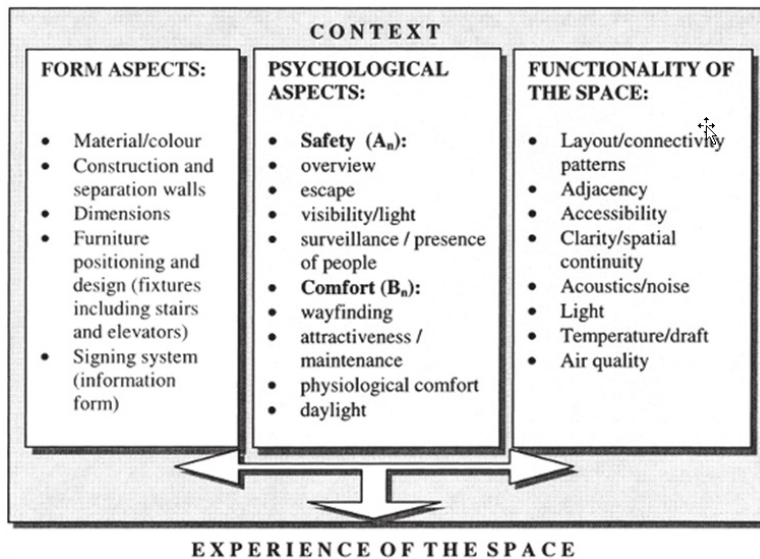 CONTEXT
FORM ASPECTS:
• Material/colour
• Construction and
separation walls
• Dimensions
• Furniture
positioning and
design (fixtures
including stairs
and elevators)
• Signing system
(information
form)
PSYCHOLOGICAL
ASPECTS:
• Safety (Aₙ):
• overview
• escape
• visibility/light
• surveillance / presence
of people
• Comfort (Bₙ):
• wayfinding
• attractiveness /
maintenance
• physiological comfort
• daylight
FUNCTIONALITY OF
THE SPACE:
• Layout/connectivity
patterns
• Adjacency
• Accessibility
• Clarity/spatial
continuity
• Acoustics/noise
• Light
• Temperature/draft
• Air quality
EXPERIENCE OF THE SPACE